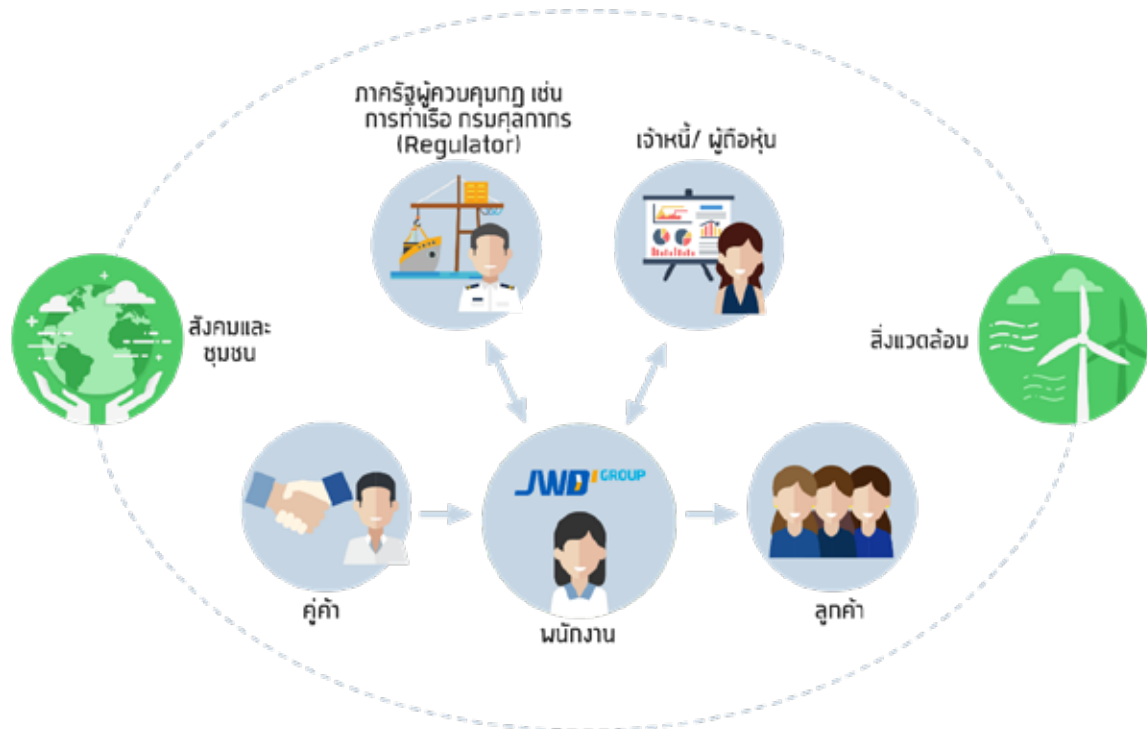 ภาครัฐผู้ควบคุมกฎ เช่น
การท่าเรือ กรมศุลกากร
(Regulator)
เจ้าหนี้/ ผู้ถือหุ้น
สังคมและ
ชุมชน
สิ่งแวดล้อม
JWD GROUP
คู่ค้า
พนักงาน
ลูกค้า